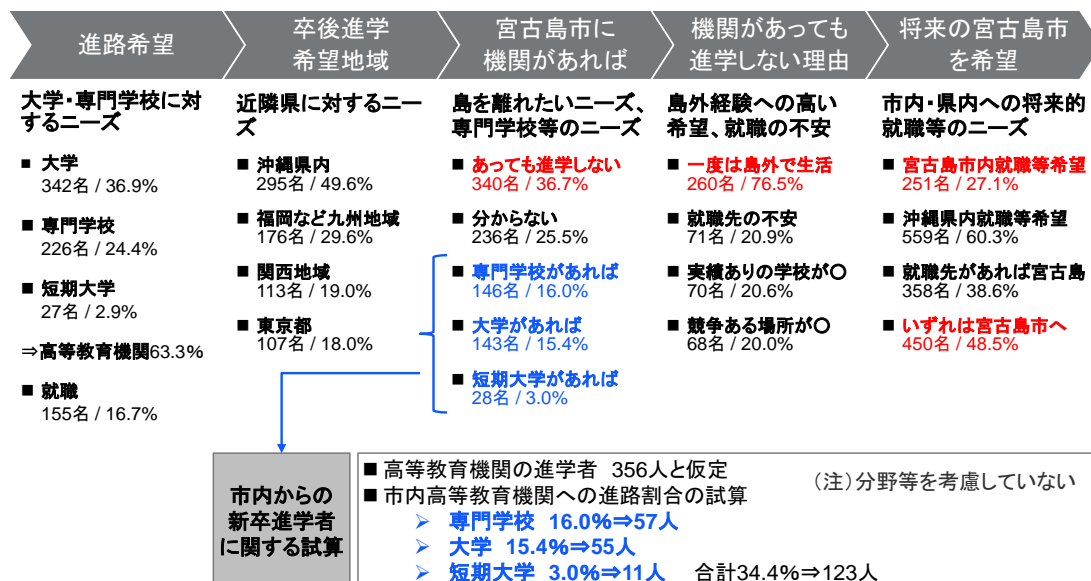 進路希望
卒後進学
希望地域
宮古島市に
機関があれば
機関があっても
進学しない理由
将来の宮古島市
を希望
大学・専門学校に対
するニーズ
■ 大学
342名 / 36.9%
■ 専門学校
226名 / 24.4%
■ 短期大学
27名 / 2.9%
⇒高等教育機関63.3%
■ 就職
155名 / 16.7%
近隣県に対するニー
ズ
■ 沖縄県内
295名 / 49.6%
■ 福岡など九州地域
176名 / 29.6%
■ 関西地域
113名 / 19.0%
■ 東京都
107名 / 18.0%
島を離れたいニーズ、
専門学校等のニーズ
■ あっても進学しない
340名 / 36.7%
■ 分からない
236名 / 25.5%
■ 専門学校があれば
146名 / 16.0%
■ 大学があれば
143名 / 15.4%
■ 短期大学があれば
28名 / 3.0%
島外経験への高い
希望、就職の不安
■ 一度は島外で生活
260名 / 76.5%
■ 就職先の不安
71名 / 20.9%
■ 実績ありの学校が〇
70名 / 20.6%
■ 競争ある場所が〇
68名 / 20.0%
市内・県内への将来的
就職等のニーズ
■ 宮古島市内就職等希望
251名 / 27.1%
■ 沖縄県内就職等希望
559名 / 60.3%
■ 就職先があれば宮古島
358名 / 38.6%
■ いずれは宮古島市へ
450名 / 48.5%
市内からの
新卒進学者
に関する試算
■ 高等教育機関の進学者 356人と仮定
(注)分野等を考慮していない
■ 市内高等教育機関への進路割合の試算
➢ 専門学校 16.0%⇒57人
➢ 大学 15.4%⇒55人
➢ 短期大学 3.0%⇒11人 合計34.4%⇒123人